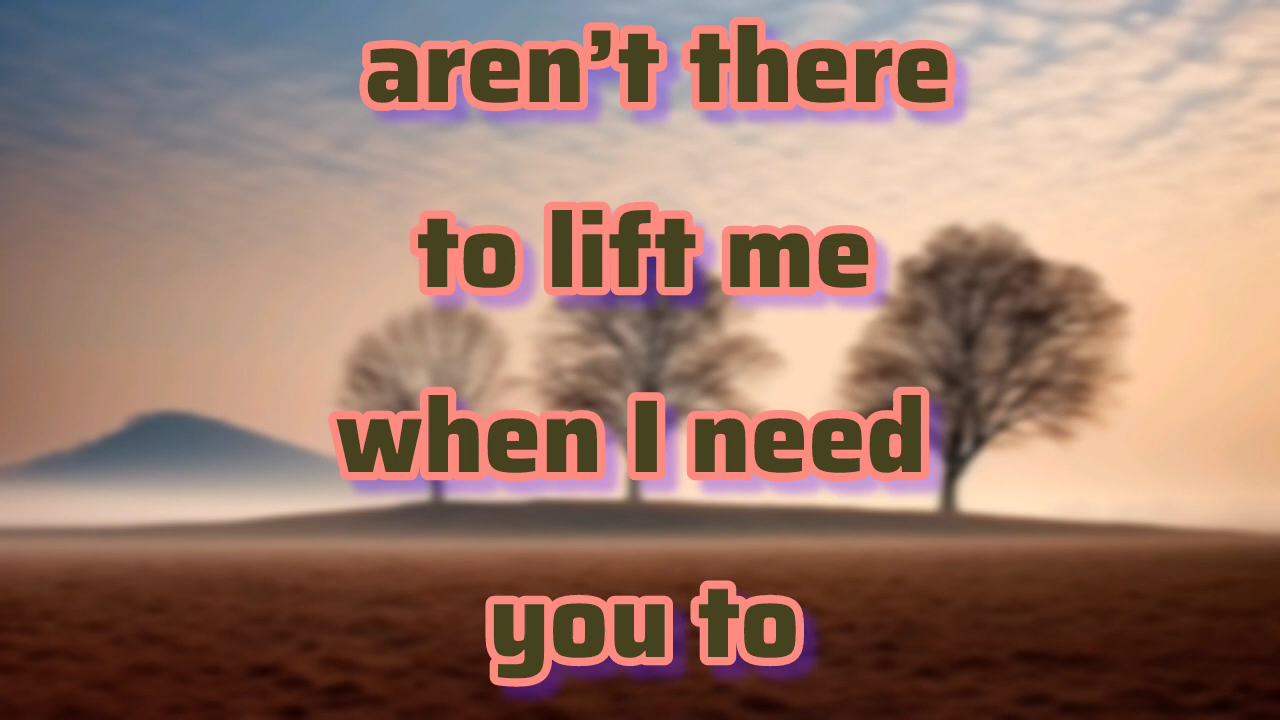 aren’t there
to lift me
when I need
you to